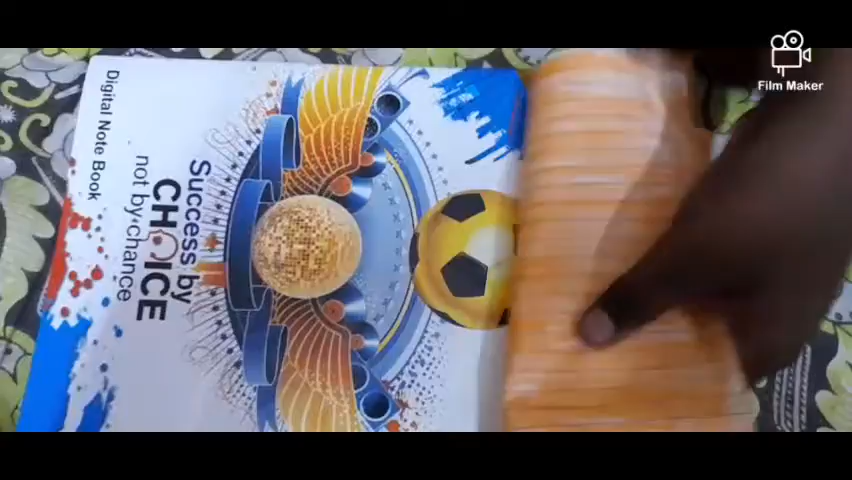 Digital Note Book
Success by
CHOICE
not by chance
Film Maker